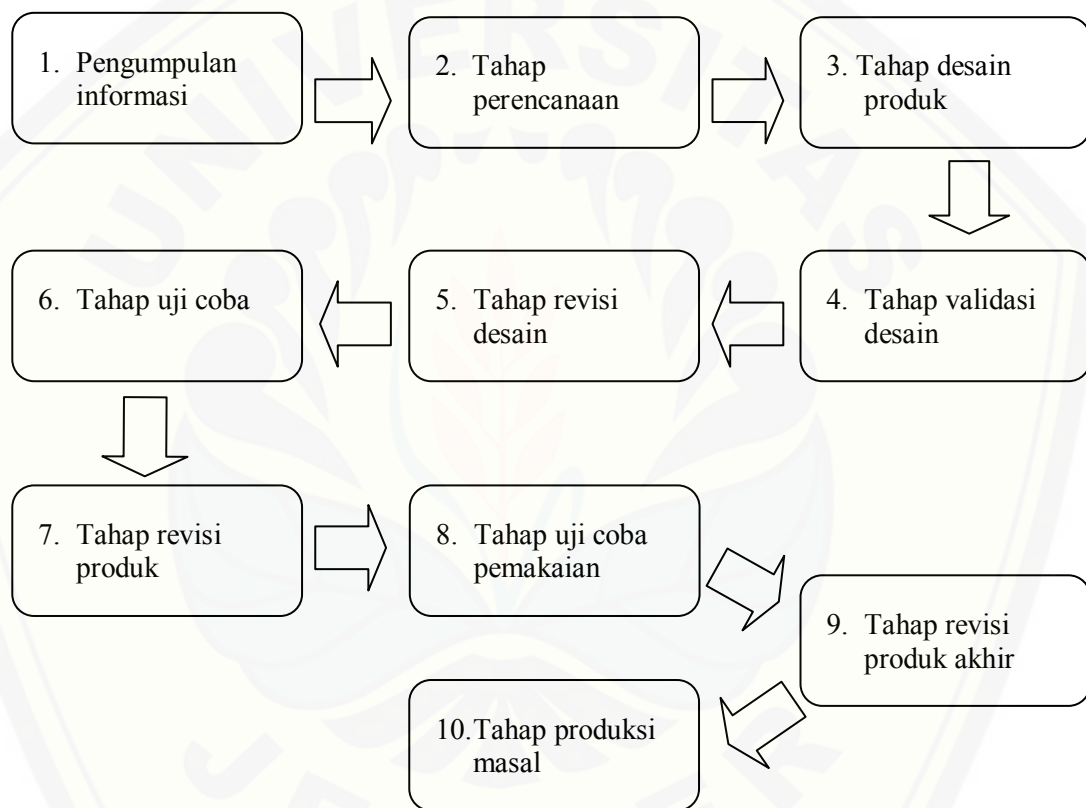 1. Pengumpulan
informasi
2. Tahap
perencanaan
3. Tahap desain
produk
4. Tahap validasi
desain
5. Tahap revisi
desain
6. Tahap uji coba
7. Tahap revisi
produk
8. Tahap uji coba
pemakaian
9. Tahap revisi
produk akhir
10.Tahap produksi
masal
UNIVERSITAS